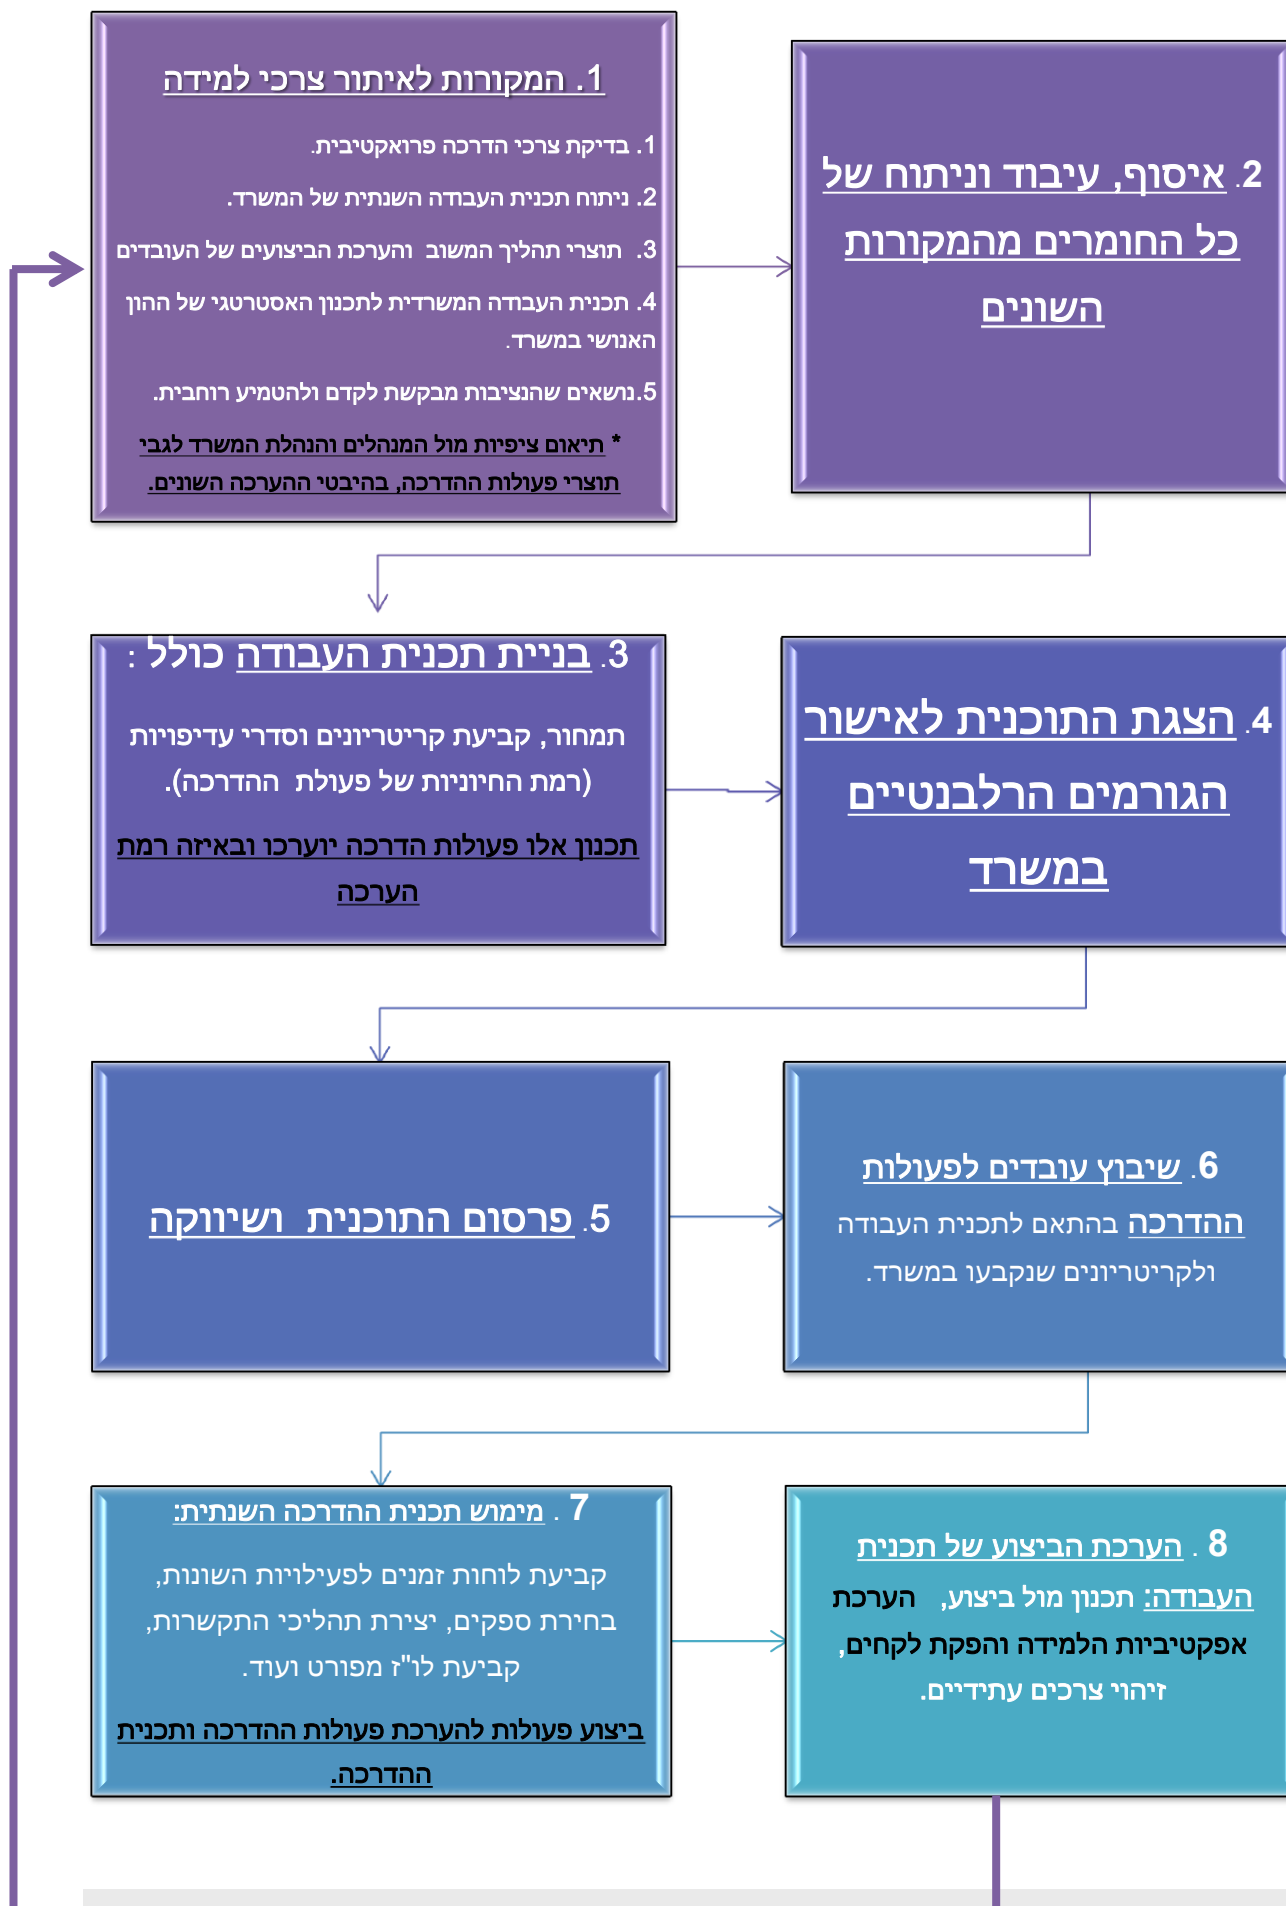 1. המקורות לאיתור צרכי למידה
1. בדיקת צרכי הדרכה פרואקטיבית.
2. ניתוח תכנית העבודה השנתית של המשרד.
3. תוצרי תהליך המשוב והערכת הביצועים של העובדים
4. תכנית העבודה המשרדית לתכנון האסטרטגי של ההון
האנושי במשרד.
5.נושאים שהנציבות מבקשת לקדם ולהטמיע רוחבית.
* תיאום ציפיות מול המנהלים והנהלת המשרד לגבי
תוצרי פעולות ההדרכה, בהיבטי ההערכה השונים.
2. איסוף, עיבוד וניתוח של
כל החומרים מהמקורות
השונים
3. בניית תכנית העבודה כולל :
תמחור, קביעת קריטריונים וסדרי עדיפויות
(רמת החיוניות של פעולת ההדרכה).
תכנון אלו פעולות הדרכה יוערכו ובאיזה רמת
הערכה
4. הצגת התוכנית לאישור
הגורמים הרלבנטיים
במשרד
5. פרסום התוכנית ושיווקה
6. שיבוץ עובדים לפעולות
ההדרכה בהתאם לתכנית העבודה
ולקריטריונים שנקבעו במשרד.
7 . מימוש תכנית ההדרכה השנתית:
קביעת לוחות זמנים לפעילויות השונות,
בחירת ספקים, יצירת תהליכי התקשרות,
קביעת לו"ז מפורט ועוד.
ביצוע פעולות להערכת פעולות ההדרכה ותכנית
ההדרכה.
8 . הערכת הביצוע של תכנית
העבודה: תכנון מול ביצוע, הערכת
אפקטיביות הלמידה והפקת לקחים,
זיהוי צרכים עתידיים.